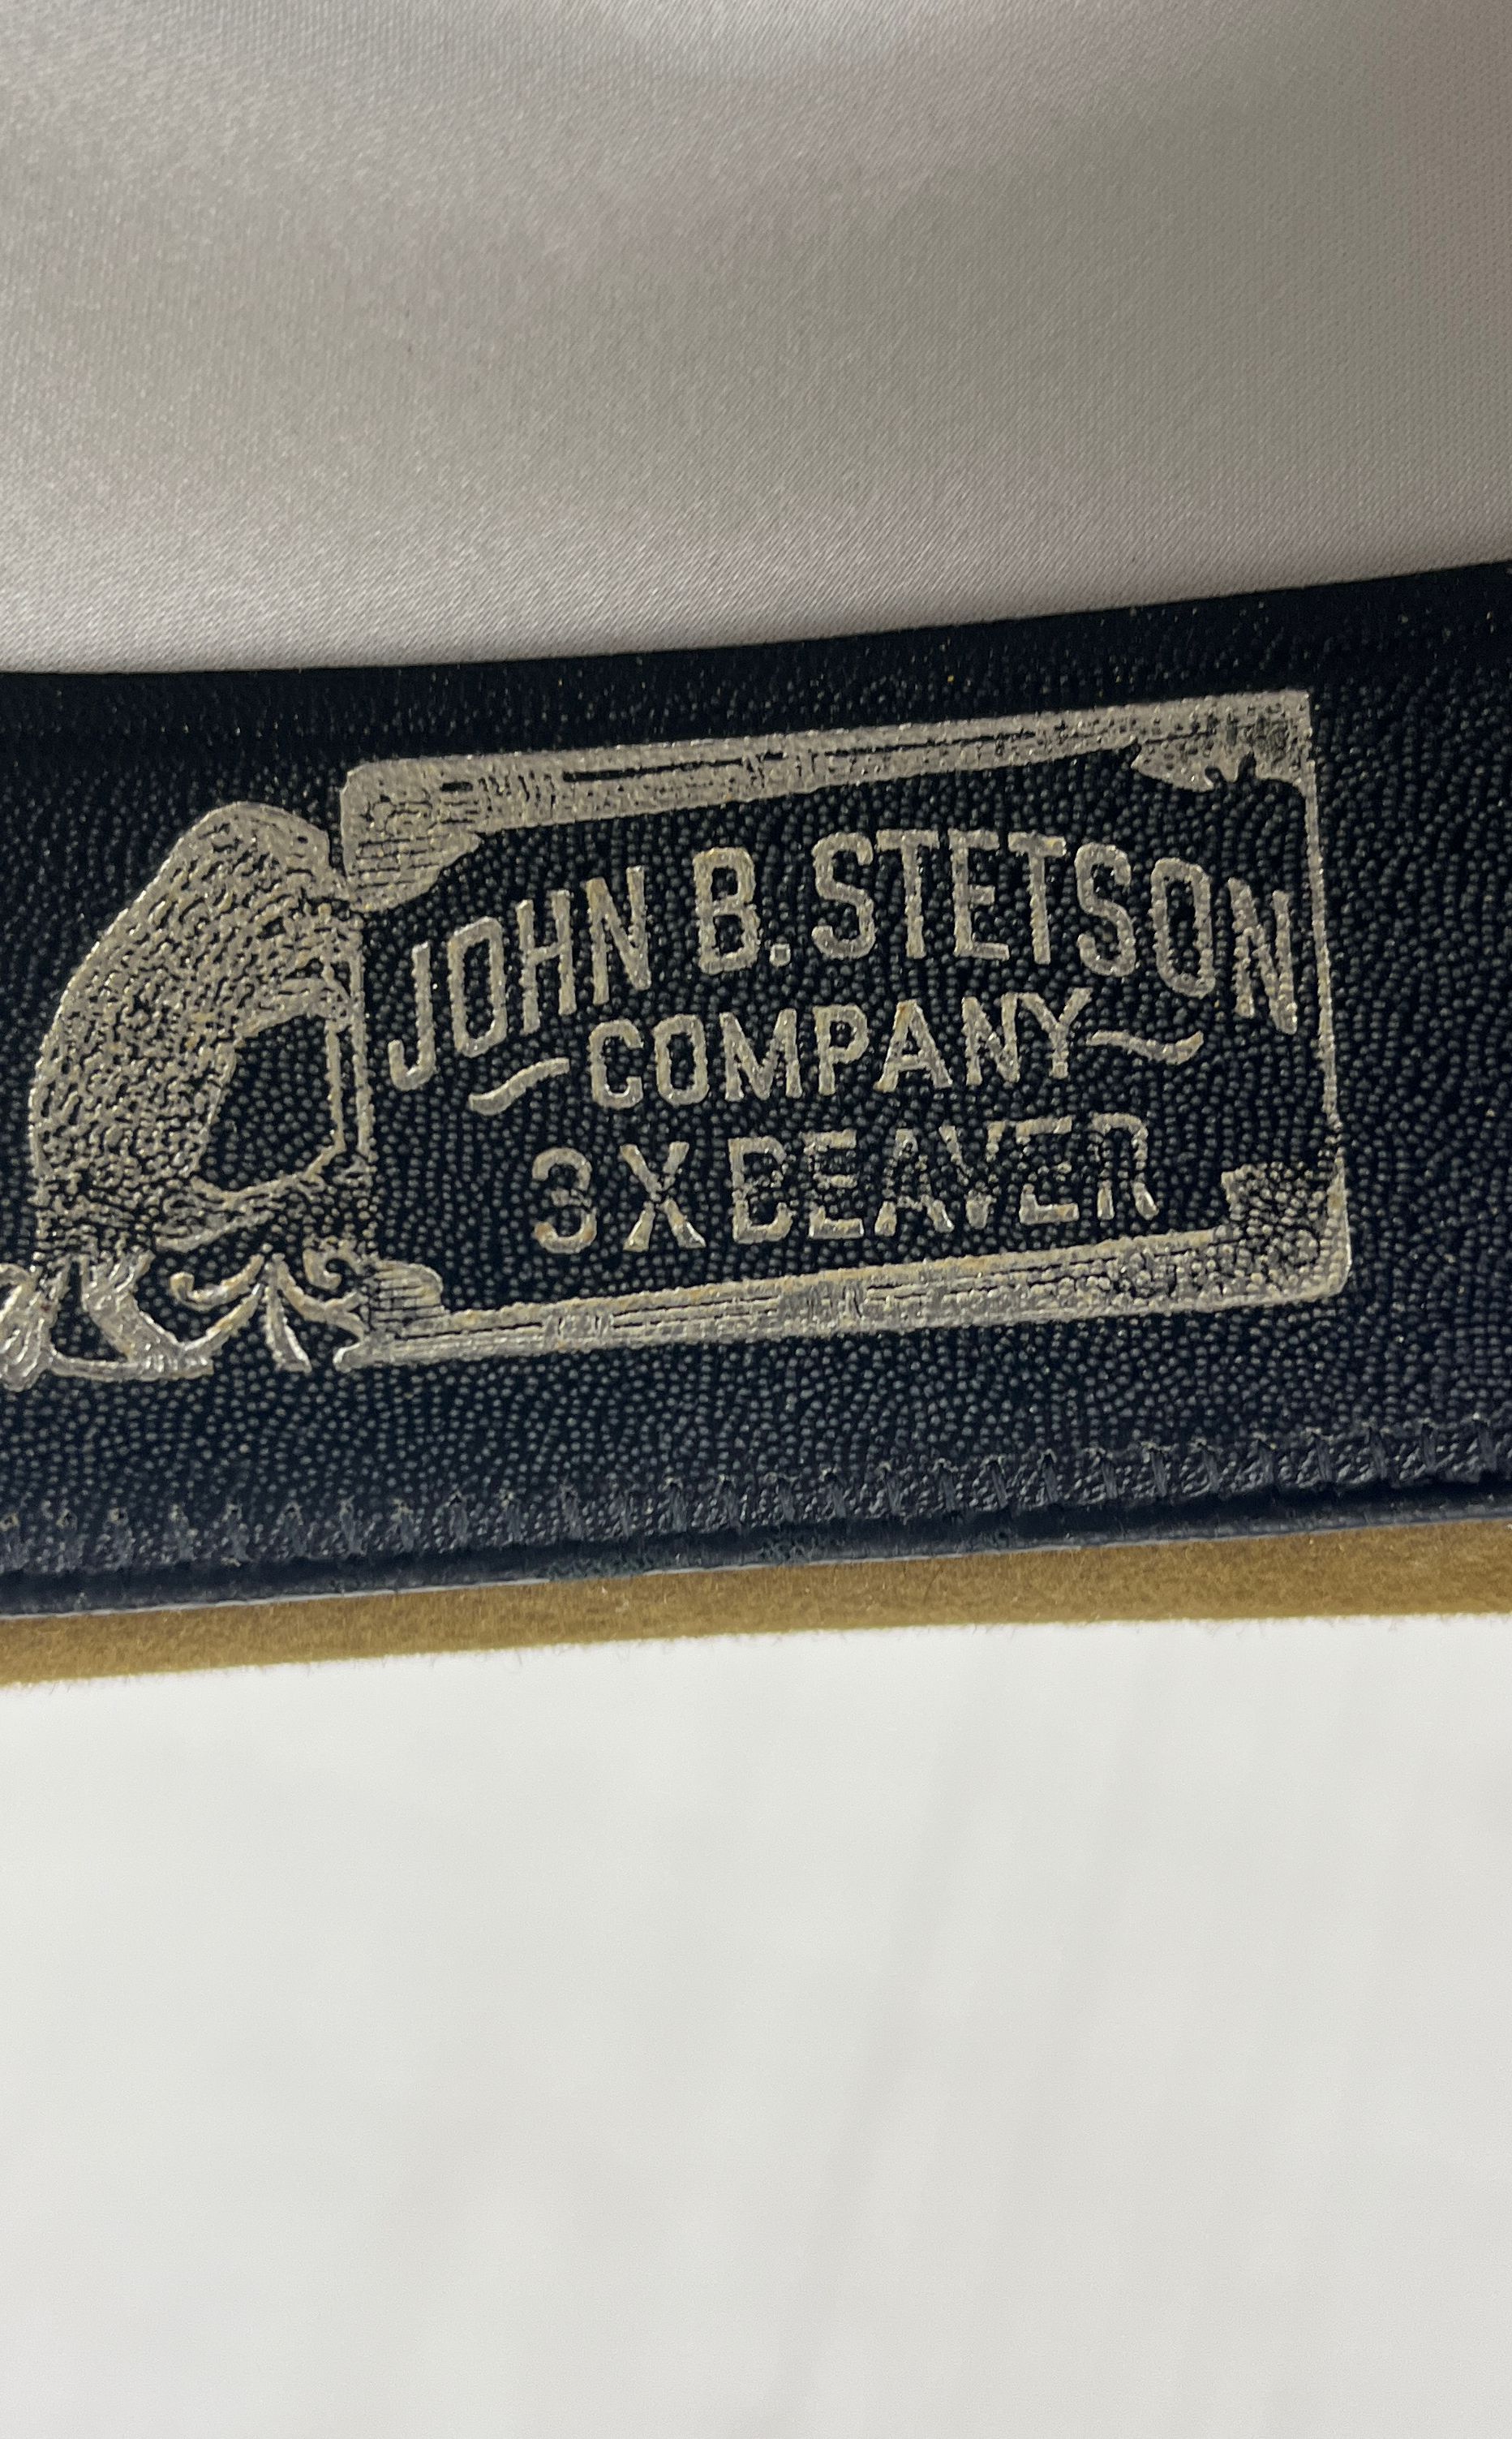 JOHN B. STETSON
COMPANY
3X BEAVER